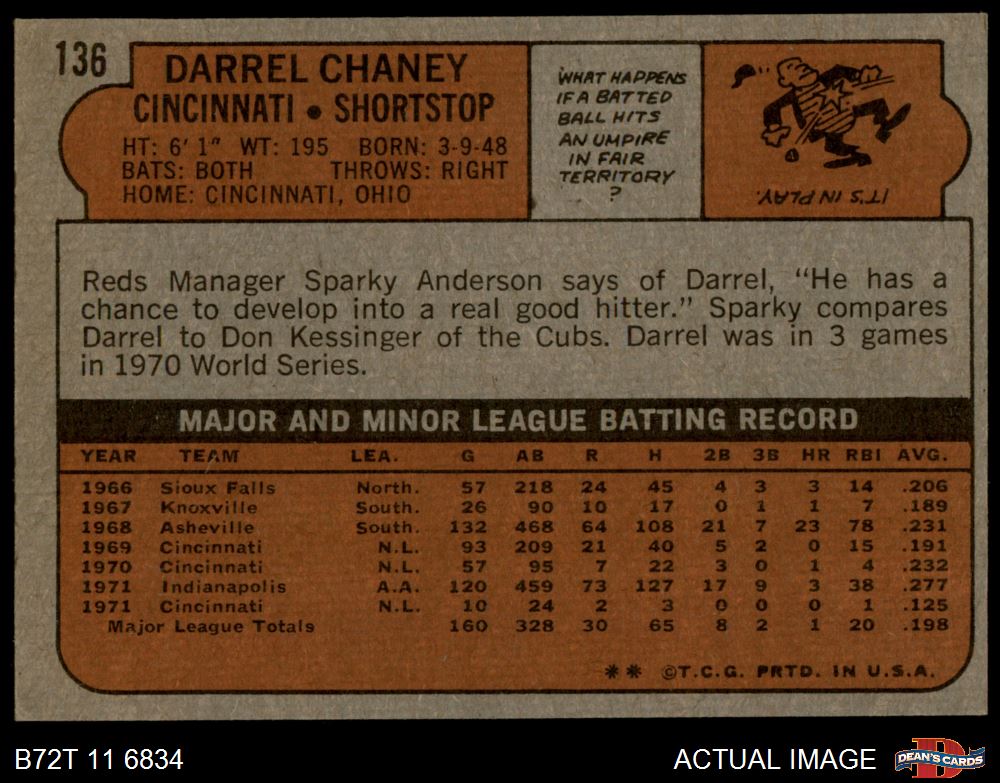 136
DARREL CHANEY
CINCINNATI • SHORTSTOP
HT: 6' 1" WT: 195 BORN: 3-9-48
BATS: BOTH THROWS: RIGHT
HOME: CINCINNATI, OHIO
WHAT HAPPENS
IF A BATTED
BALL HITS
AN UMPIRE
IN FAIR
TERRITORY
?
IT'S IN PLAY.
Reds Manager Sparky Anderson says of Darrel, “He has a
chance to develop into a real good hitter.” Sparky compares
Darrel to Don Kessinger of the Cubs. Darrel was in 3 games
in 1970 World Series.
MAJOR AND MINOR LEAGUE BATTING RECORD
YEAR TEAM LEA. G AB R H 2B 3B HR RBI AVG.
1966 Sioux Falls North. 57 218 24 45 4 3 3 14 .206
1967 Knoxville South. 26 90 10 17 0 1 1 7 .189
1968 Asheville South. 132 468 64 108 21 7 23 78 .231
1969 Cincinnati N.L. 93 209 21 40 5 2 0 15 .191
1970 Cincinnati N.L. 57 95 7 22 3 0 1 4 .232
1971 Indianapolis A.A. 120 459 73 127 17 9 3 38 .277
1971 Cincinnati N.L. 10 24 2 3 0 0 0 1 .125
Major League Totals 160 328 30 65 8 2 1 20 .198
** ©T.C.G. PRTD. IN U.S.A.
B72T 11 6834
ACTUAL IMAGE
D
DEAN'S CARDS